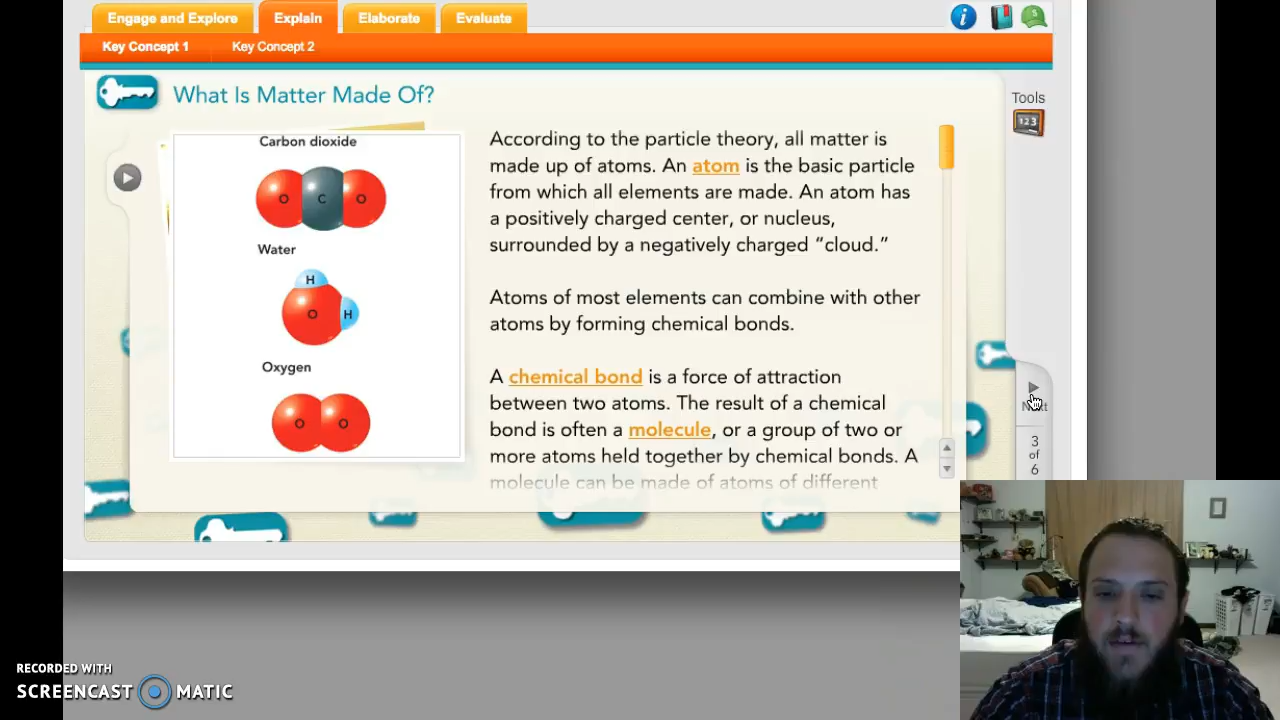 Engage and Explore
Explain
Elaborate
Evaluate
i
5
Key Concept 1
Key Concept 2
What Is Matter Made Of?
Tools
123
Carbon dioxide
O C O
Water
H
O H
Oxygen
O O
According to the particle theory, all matter is
made up of atoms. An atom is the basic particle
from which all elements are made. An atom has
a positively charged center, or nucleus,
surrounded by a negatively charged “cloud.”
Atoms of most elements can combine with other
atoms by forming chemical bonds.
A chemical bond is a force of attraction
between two atoms. The result of a chemical
bond is often a molecule, or a group of two or
more atoms held together by chemical bonds. A
molecule can be made of atoms of different
Next
3
of
6
RECORDED WITH
SCREENCAST MATIC